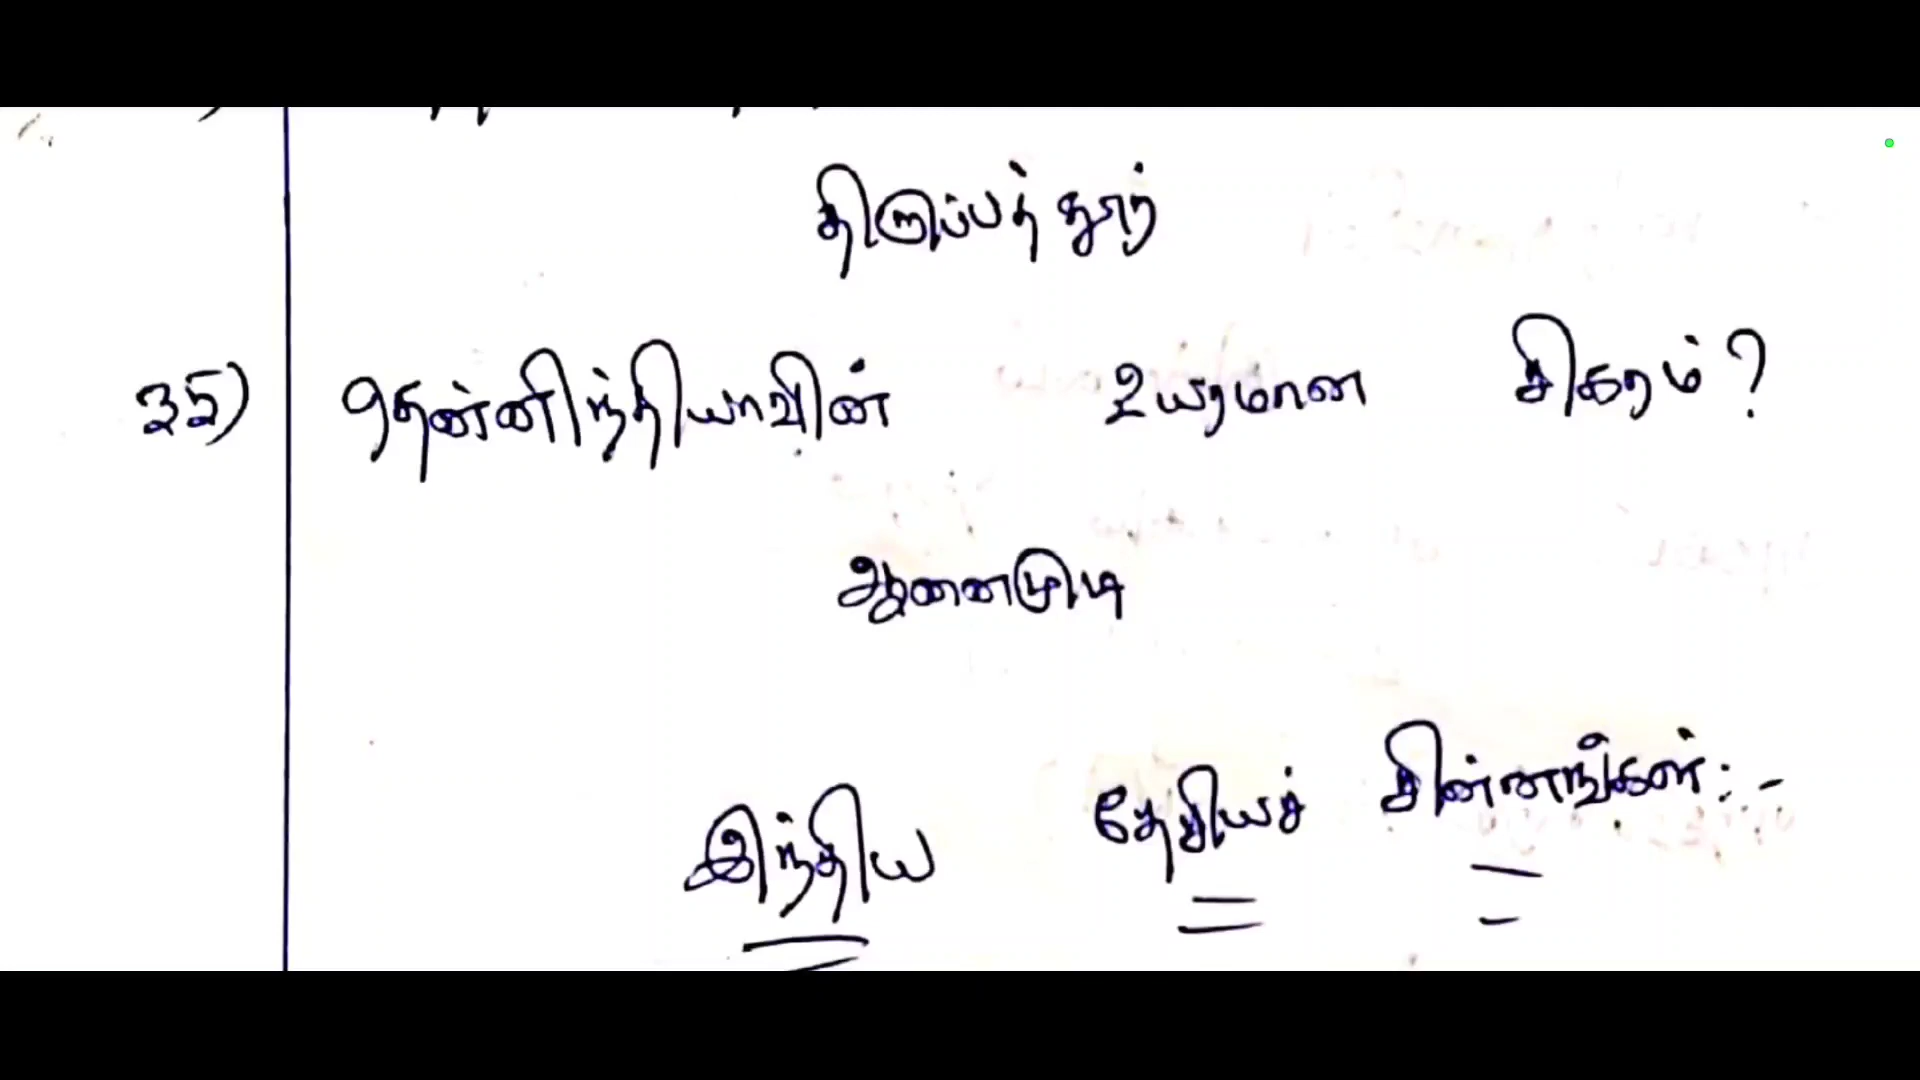 திருப்பத்தூர்
35) தென்னிந்தியாவின் உயரமான சிகரம்?
ஆனைமுடி
இந்திய தேசியச் சின்னங்கள்:-